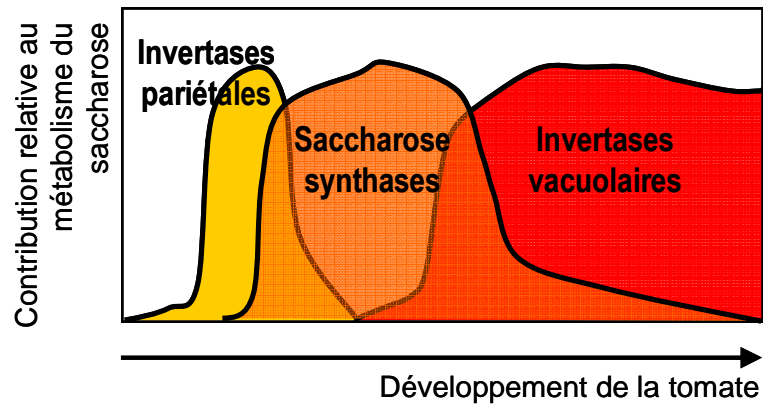 Contribution relative au
métabolisme du
saccharose
Invertases
pariétales
Saccharose
synthases
Invertases
vacuolaires
Développement de la tomate